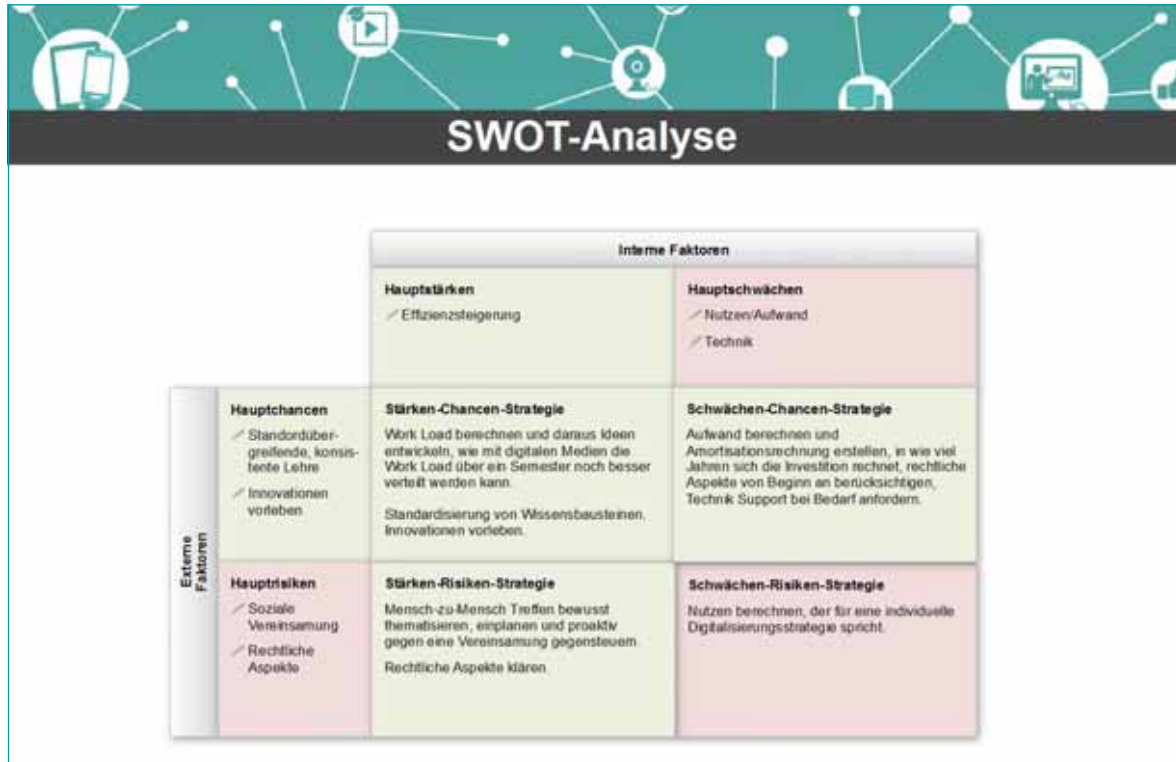 SWOT-Analyse
Interne Faktoren
Hauptstärken
Effizienzsteigerung
Hauptschwächen
Nutzen/Aufwand
Technik
Externe
Faktoren
Hauptchancen
Standordüber-
greifende, konsis-
tente Lehre
Innovationen
vorleben
Stärken-Chancen-Strategie
Work Load berechnen und daraus Ideen
entwickeln, wie mit digitalen Medien die
Work Load über ein Semester noch besser
verteilt werden kann.
Standardisierung von Wissensbausteinen.
Innovationen vorleben.
Schwächen-Chancen-Strategie
Aufwand berechnen und
Amortisationsrechnung erstellen, in wie viel
Jahren sich die Investition rechnet, rechtliche
Aspekte von Beginn an berücksichtigen,
Technik Support bei Bedarf anfordern.
Hauptrisiken
Soziale
Vereinsamung
Rechtliche
Aspekte
Stärken-Risiken-Strategie
Mensch-zu-Mensch Treffen bewusst
thematisieren, einplanen und proaktiv
gegen eine Vereinsamung gegensteuern.
Rechtliche Aspekte klären
Schwächen-Risiken-Strategie
Nutzen berechnen, der für eine individuelle
Digitalisierungsstrategie spricht.